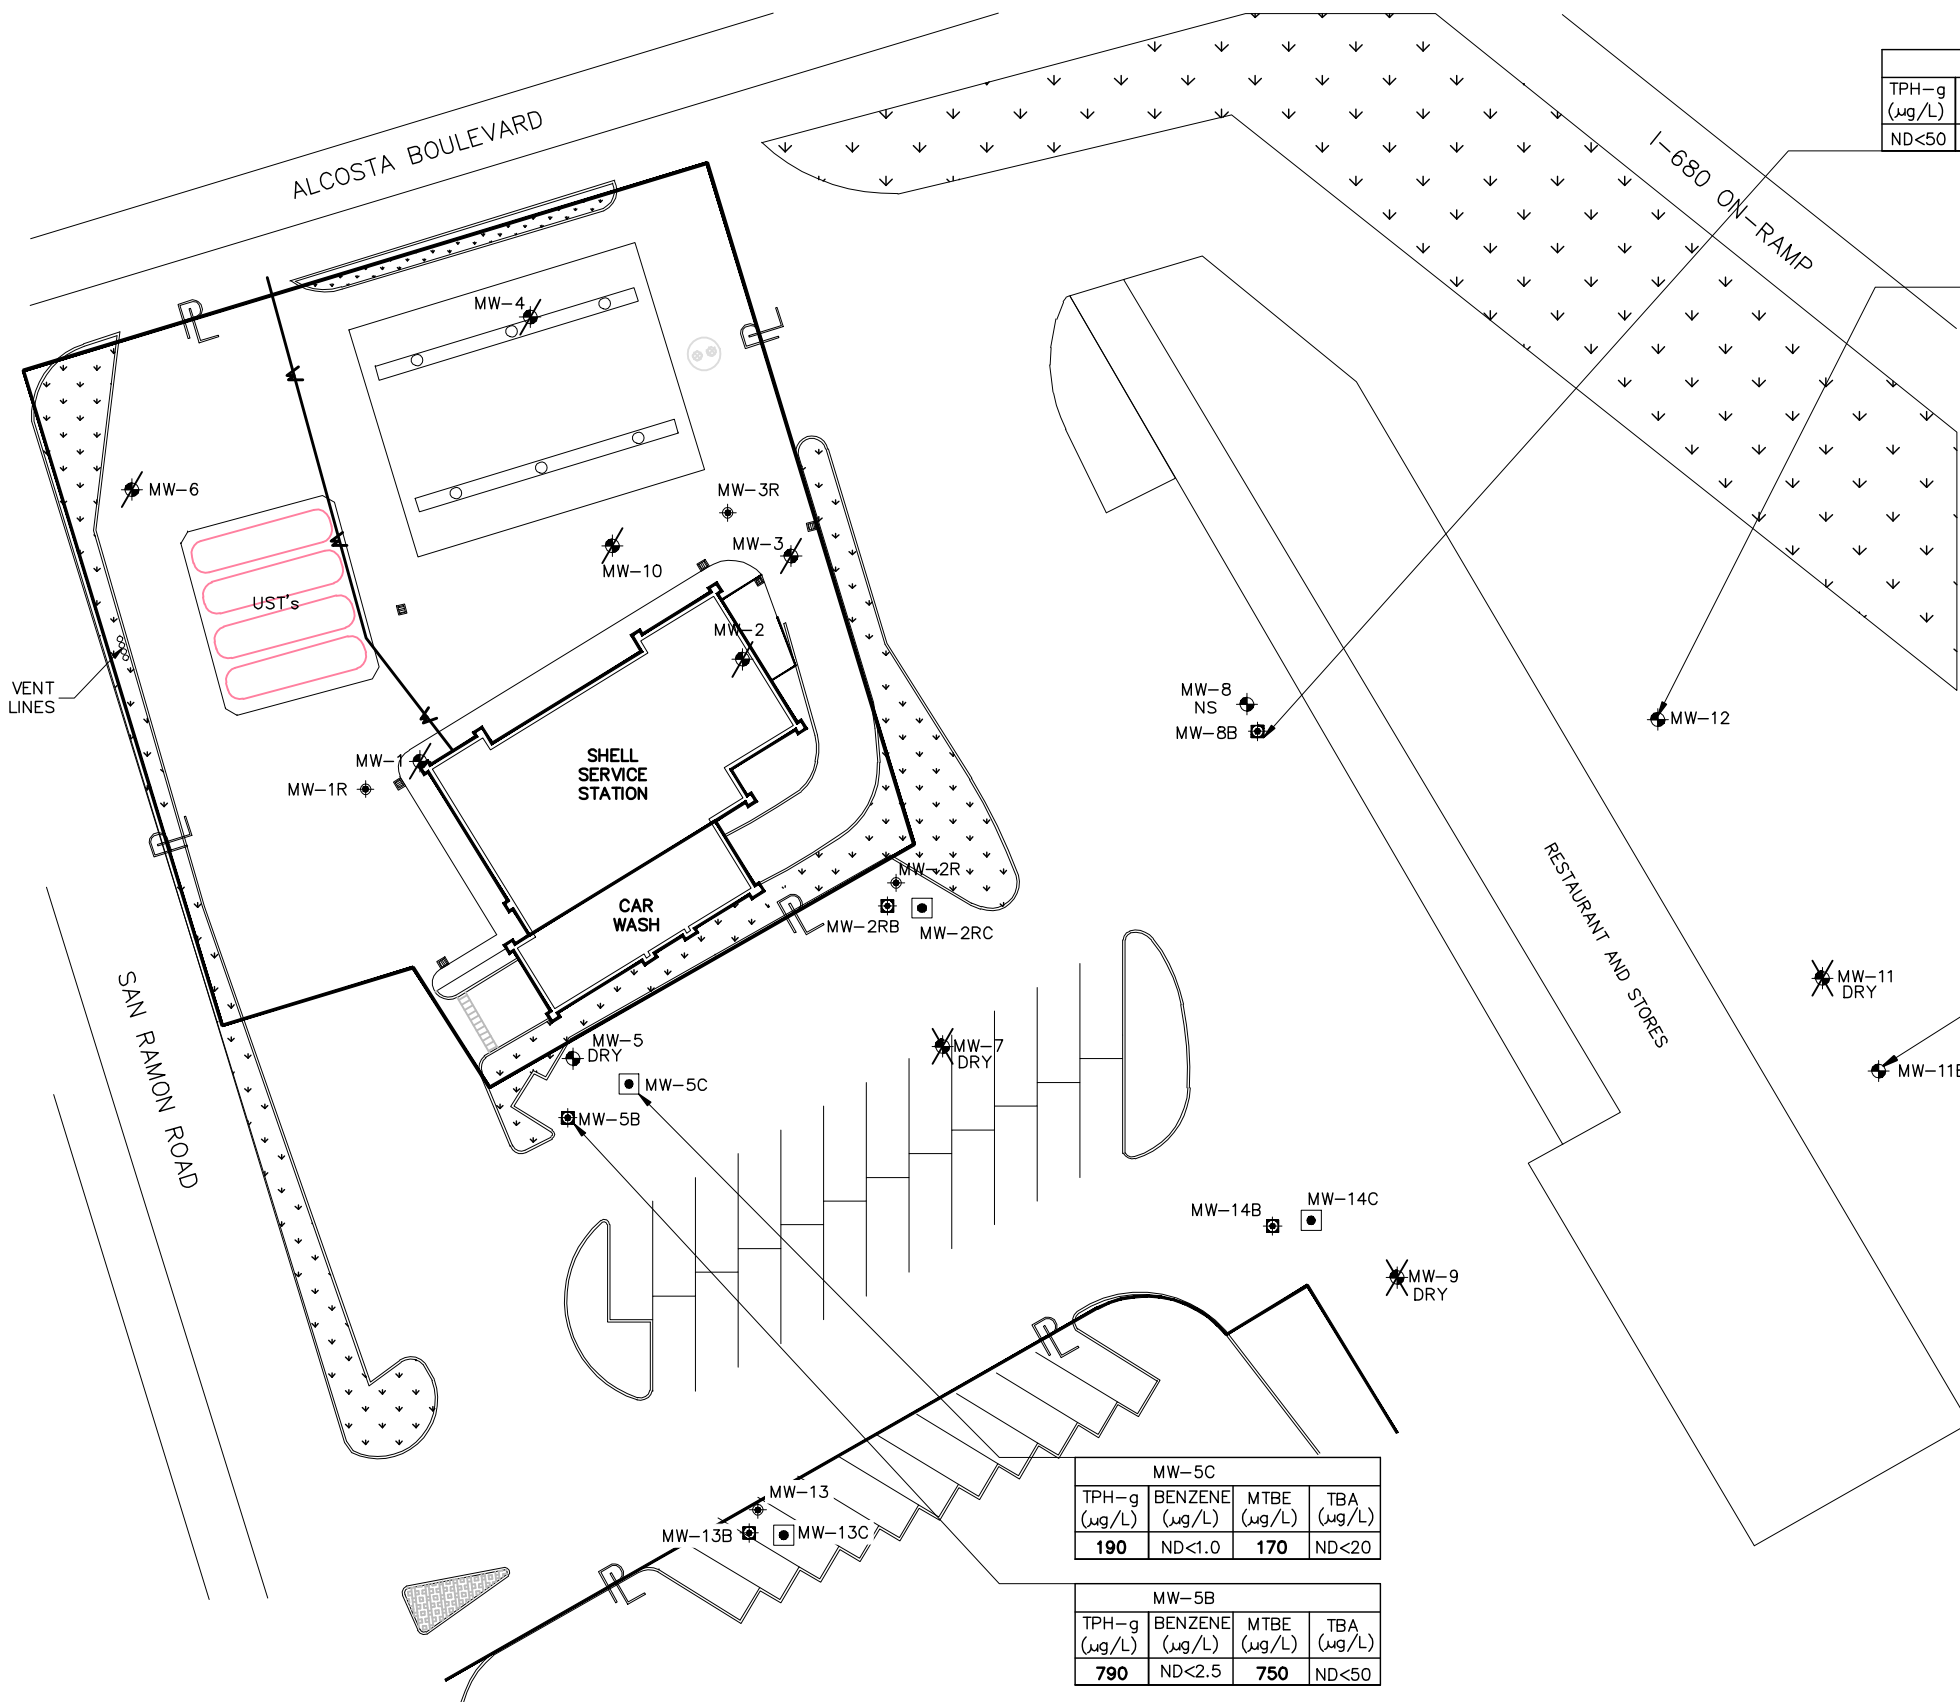 ALCOSTA BOULEVARD
I-680 ON-RAMP
TPH-g
(µg/L)
ND<50
PL
PL
MW-4
MW-6
MW-3R
MW-3
MW-10
UST's
MW-2
VENT
LINES
MW-8
NS
MW-8B
MW-12
MW-1
MW-1R
SHELL
SERVICE
STATION
PL
CAR
WASH
PL
MW-2R
MW-2RB
MW-2RC
RESTAURANT AND STORES
SAN RAMON ROAD
MW-11
DRY
MW-5
DRY
MW-7
DRY
MW-5C
MW-5B
MW-11B
MW-14B
MW-14C
MW-9
DRY
PL
MW-13
MW-13B
MW-13C
PL
MW-5C
TPH-g BENZENE MTBE TBA
(µg/L) (µg/L) (µg/L) (µg/L)
190 ND<1.0 170 ND<20
MW-5B
TPH-g BENZENE MTBE TBA
(µg/L) (µg/L) (µg/L) (µg/L)
790 ND<2.5 750 ND<50